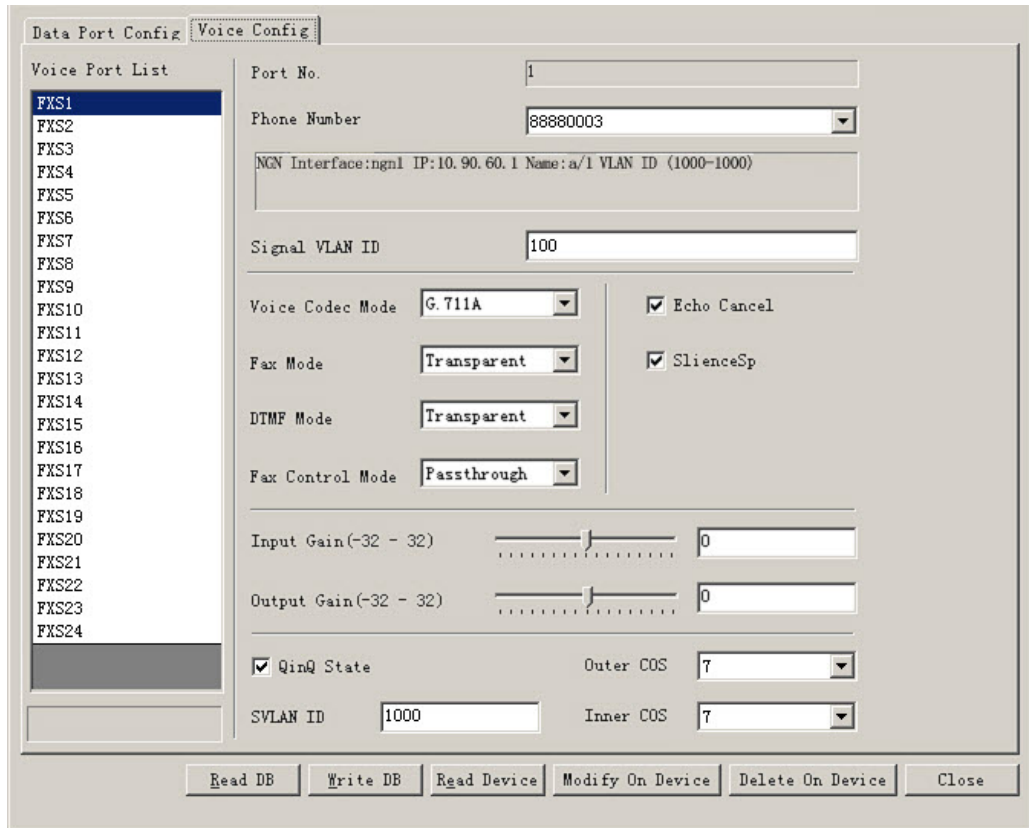 Data Port Config Voice Config
Voice Port List
FXS1
FXS2
FXS3
FXS4
FXS5
FXS6
FXS7
FXS8
FXS9
FXS10
FXS11
FXS12
FXS13
FXS14
FXS15
FXS16
FXS17
FXS18
FXS19
FXS20
FXS21
FXS22
FXS23
FXS24
Port No. 1
Phone Number 88880003
NGN Interface:ngn1 IP:10.90.60.1 Name:a/1 VLAN ID (1000-1000)
Signal VLAN ID 100
Voice Codec Mode G.711A
Echo Cancel
Fax Mode Transparent
SlienceSp
DTMF Mode Transparent
Fax Control Mode Passthrough
Input Gain(-32 - 32) 0
Output Gain(-32 - 32) 0
QinQ State Outer COS 7
SVLAN ID 1000 Inner COS 7
Read DB Write DB Read Device Modify On Device Delete On Device Close